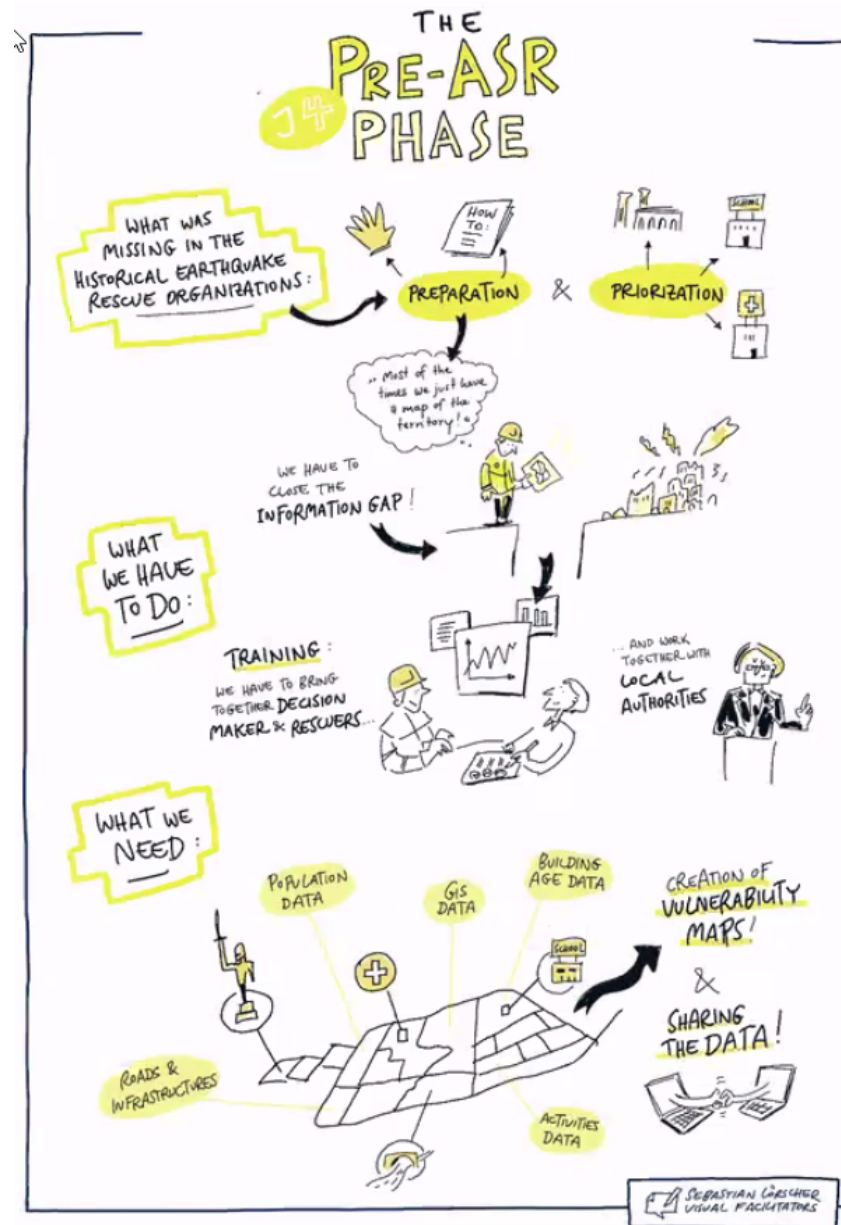 THE
PRE-ASR
J4
PHASE
WHAT WAS
MISSING IN THE
HISTORICAL EARTHQUAKE
RESCUE ORGANIZATIONS:
HOW
TO:
PREPARATION
&
PRIORIZATION
SCHOOL
"Most of the
times we just have
a map of the
territory!"
WE HAVE TO
CLOSE THE
INFORMATION GAP!
WHAT
WE HAVE
TO DO:
TRAINING:
WE HAVE TO BRING
TOGETHER DECISION
MAKER & RESCUERS...
...AND WORK
TOGETHER WITH
LOCAL
AUTHORITIES
WHAT WE
NEED:
POPULATION
DATA
GIS
DATA
BUILDING
AGE DATA
SCHOOL
ROADS &
INFRASTRUCTURES
ACTIVITIES
DATA
CREATION OF
VULNERABILITY
MAPS!
&
SHARING
THE DATA!
SEBASTIAN LÖRSCHER
VISUAL FACILITATORS